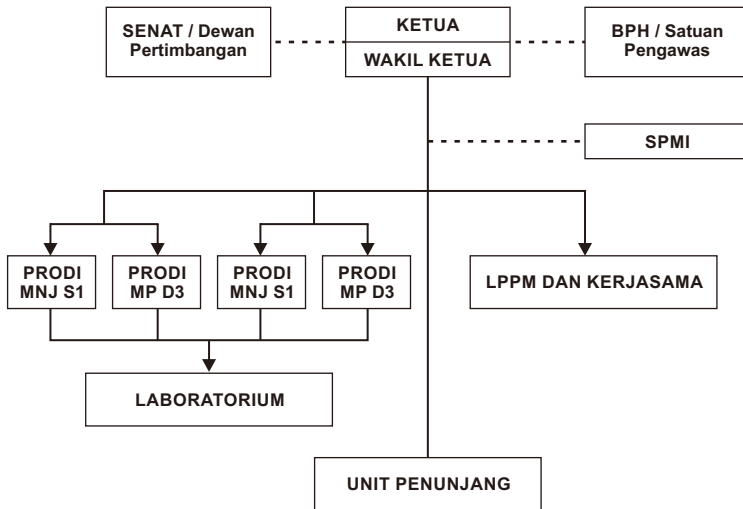 SENAT / Dewan
Pertimbangan
KETUA
WAKIL KETUA
BPH / Satuan
Pengawas
SPMI
PRODI
MNJ S1
PRODI
MP D3
PRODI
MNJ S1
PRODI
MP D3
LPPM DAN KERJASAMA
LABORATORIUM
UNIT PENUNJANG